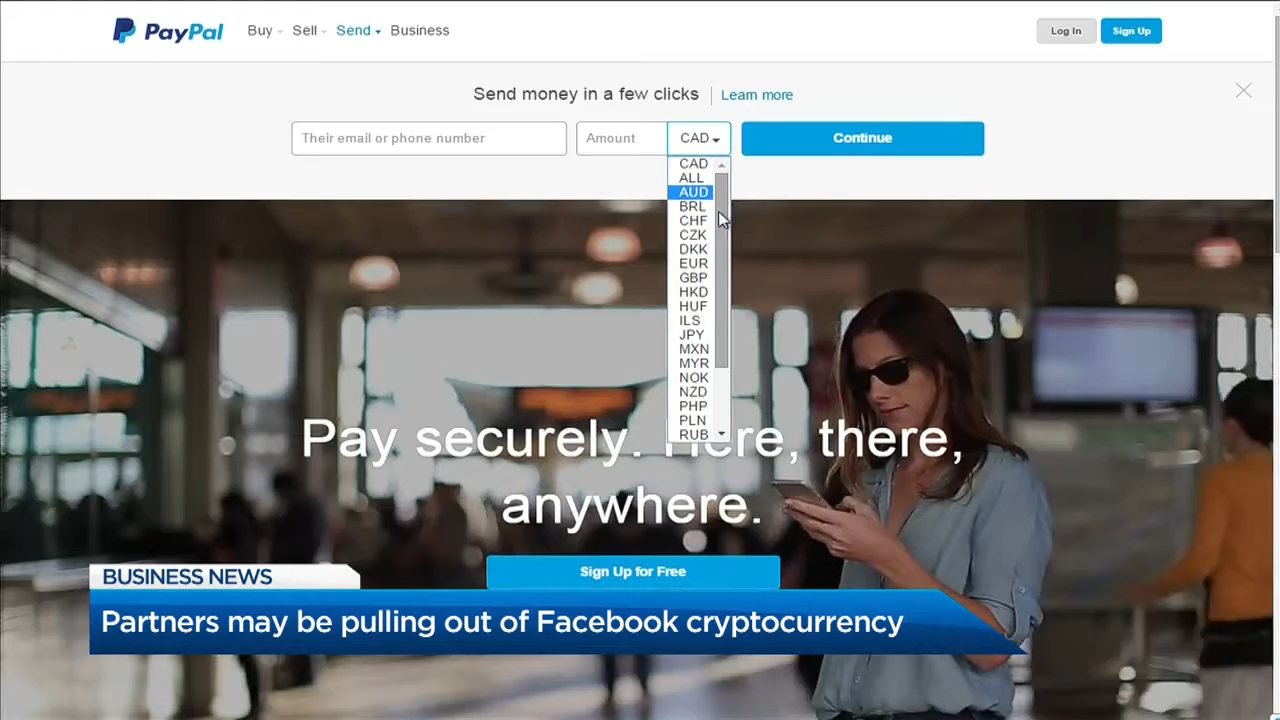 PayPal Buy Sell Send Business Log In Sign Up
Send money in a few clicks Learn more
Their email or phone number Amount CAD Continue
CAD
ALL
AUD
BRL
CHF
CZK
DKK
EUR
GBP
HKD
HUF
ILS
JPY
MXN
MYR
NOK
NZD
PHP
PLN
RUB
Pay securely. Here, there,
anywhere.
Sign Up for Free
BUSINESS NEWS
Partners may be pulling out of Facebook cryptocurrency